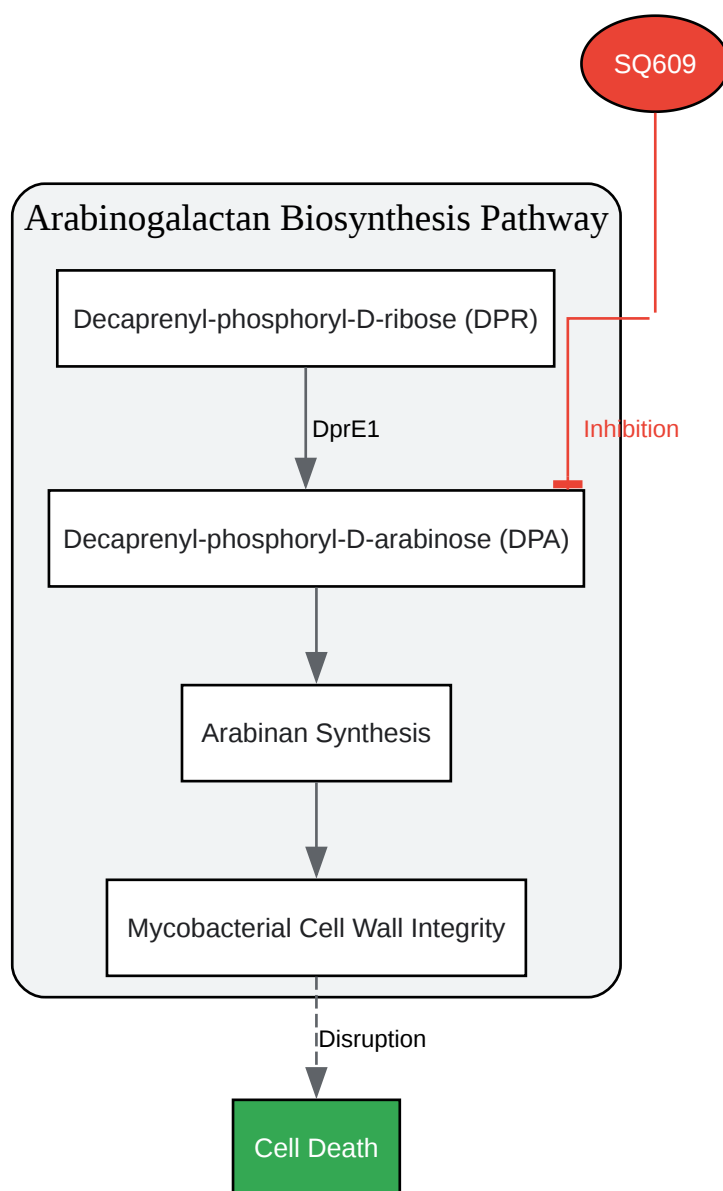 SQ609
Arabinogalactan Biosynthesis Pathway
Decaprenyl-phosphoryl-D-ribose (DPR)
DprE1
Inhibition
Decaprenyl-phosphoryl-D-arabinose (DPA)
Arabinan Synthesis
Mycobacterial Cell Wall Integrity
Disruption
Cell Death